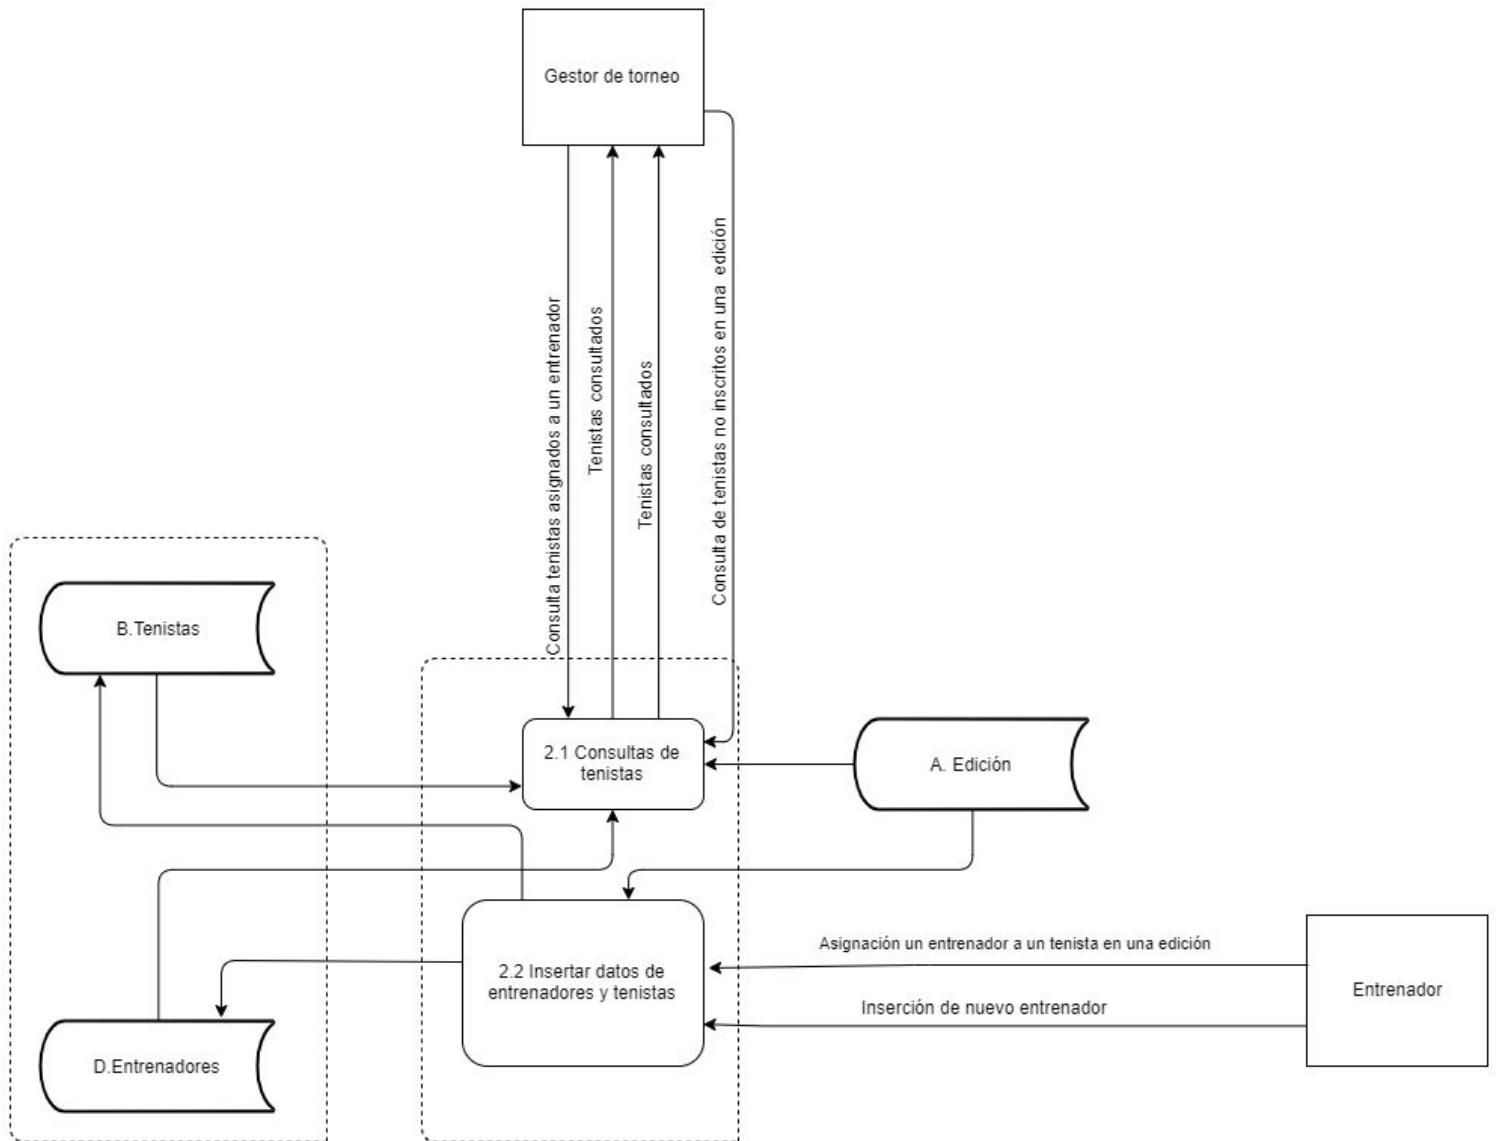 Gestor de torneo
Consulta tenistas asignados a un entrenador
Tenistas consultados
Tenistas consultados
Consulta de tenistas no inscritos en una edición
B.Tenistas
2.1 Consultas de
tenistas
A. Edición
Asignación un entrenador a un tenista en una edición
2.2 Insertar datos de
entrenadores y tenistas
Entrenador
Inserción de nuevo entrenador
D.Entrenadores